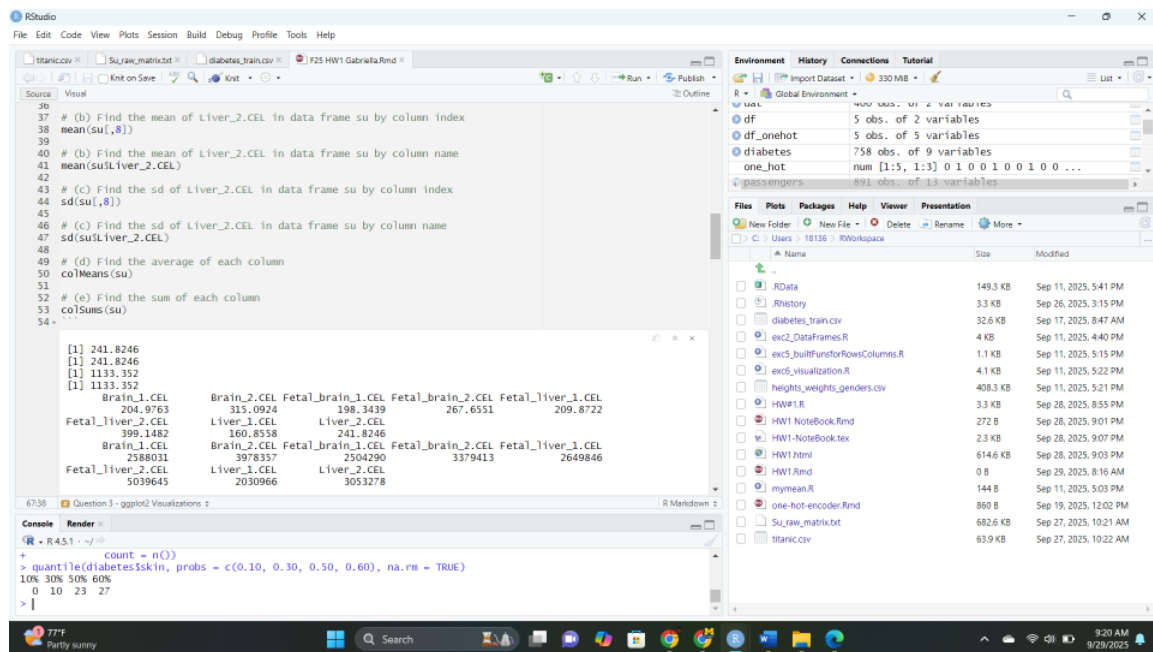 RStudio
File Edit Code View Plots Session Build Debug Profile Tools Help
titanic.csv Su_raw_matrix.txt diabetes_train.csv F25 HW1 Gabriella.Rmd
Knit on Save ABC Knit Run Publish
Source Visual Outline
36
37 # (b) Find the mean of Liver_2.CEL in data frame su by column index
38 mean(su[,8])
39
40 # (b) Find the mean of Liver_2.CEL in data frame su by column name
41 mean(su$Liver_2.CEL)
42
43 # (c) Find the sd of Liver_2.CEL in data frame su by column index
44 sd(su[,8])
45
46 # (c) Find the sd of Liver_2.CEL in data frame su by column name
47 sd(su$Liver_2.CEL)
48
49 # (d) Find the average of each column
50 colMeans(su)
51
52 # (e) Find the sum of each column
53 colSums(su)
54 ```
[1] 241.8246
[1] 241.8246
[1] 1133.352
[1] 1133.352
Brain_1.CEL Brain_2.CEL Fetal_brain_1.CEL Fetal_brain_2.CEL Fetal_liver_1.CEL
204.9763 315.0924 198.3439 267.6551 209.8722
Fetal_liver_2.CEL Liver_1.CEL Liver_2.CEL
399.1482 160.8558 241.8246
Brain_1.CEL Brain_2.CEL Fetal_brain_1.CEL Fetal_brain_2.CEL Fetal_liver_1.CEL
2588031 3978357 2504290 3379413 2649846
Fetal_liver_2.CEL Liver_1.CEL Liver_2.CEL
5039645 2030966 3053278
67:38 Question 3 - ggplot2 Visualizations R Markdown
Console Render
R 4.5.1 · ~/
+ count = n())
> quantile(diabetes$skin, probs = c(0.10, 0.30, 0.50, 0.60), na.rm = TRUE)
10% 30% 50% 60%
0 10 23 27
>
Environment History Connections Tutorial
Import Dataset 330 MiB List
R Global Environment
dat 400 obs. of 2 variables
df 5 obs. of 2 variables
df_onehot 5 obs. of 5 variables
diabetes 758 obs. of 9 variables
one_hot num [1:5, 1:3] 0 1 0 0 1 0 0 1 0 0 ...
passengers 891 obs. of 13 variables
Files Plots Packages Help Viewer Presentation
New Folder New File Delete Rename More
C: > Users > 18136 > RWorkspace
Name Size Modified
..
.RData 149.3 KB Sep 11, 2025, 5:41 PM
.Rhistory 3.3 KB Sep 26, 2025, 3:15 PM
diabetes_train.csv 32.6 KB Sep 17, 2025, 8:47 AM
exc2_DataFrames.R 4 KB Sep 11, 2025, 4:40 PM
exc5_builtFunsforRowsColumns.R 1.1 KB Sep 11, 2025, 5:15 PM
exc6_visualization.R 4.1 KB Sep 11, 2025, 5:22 PM
heights_weights_genders.csv 408.3 KB Sep 11, 2025, 5:21 PM
HW#1.R 3.3 KB Sep 28, 2025, 8:55 PM
HW1 NoteBook.Rmd 272 B Sep 28, 2025, 9:01 PM
HW1-NoteBook.tex 2.3 KB Sep 28, 2025, 9:07 PM
HW1.html 614.6 KB Sep 28, 2025, 9:03 PM
HW1.Rmd 0 B Sep 29, 2025, 8:16 AM
mymean.R 144 B Sep 11, 2025, 5:03 PM
one-hot-encoder.Rmd 860 B Sep 19, 2025, 12:02 PM
Su_raw_matrix.txt 682.6 KB Sep 27, 2025, 10:21 AM
titanic.csv 63.9 KB Sep 27, 2025, 10:22 AM
77°F
Partly sunny
Search
9:20 AM
9/29/2025